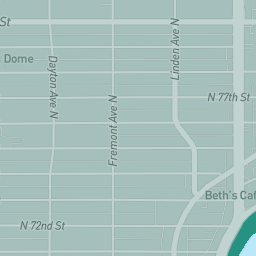 St
Dome
Dayton Ave N
Fremont Ave N
Linden Ave N
N 77th St
Beth's Caf
N 72nd St